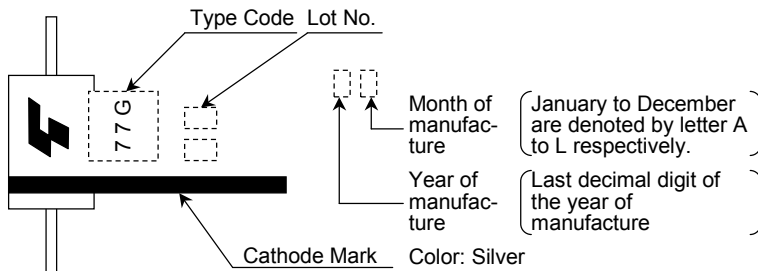 Type Code
Lot No.
77G
Month of
manufac-
ture
January to December
are denoted by letter A
to L respectively.
Year of
manufac-
ture
Last decimal digit of
the year of
manufacture
Cathode Mark
Color: Silver